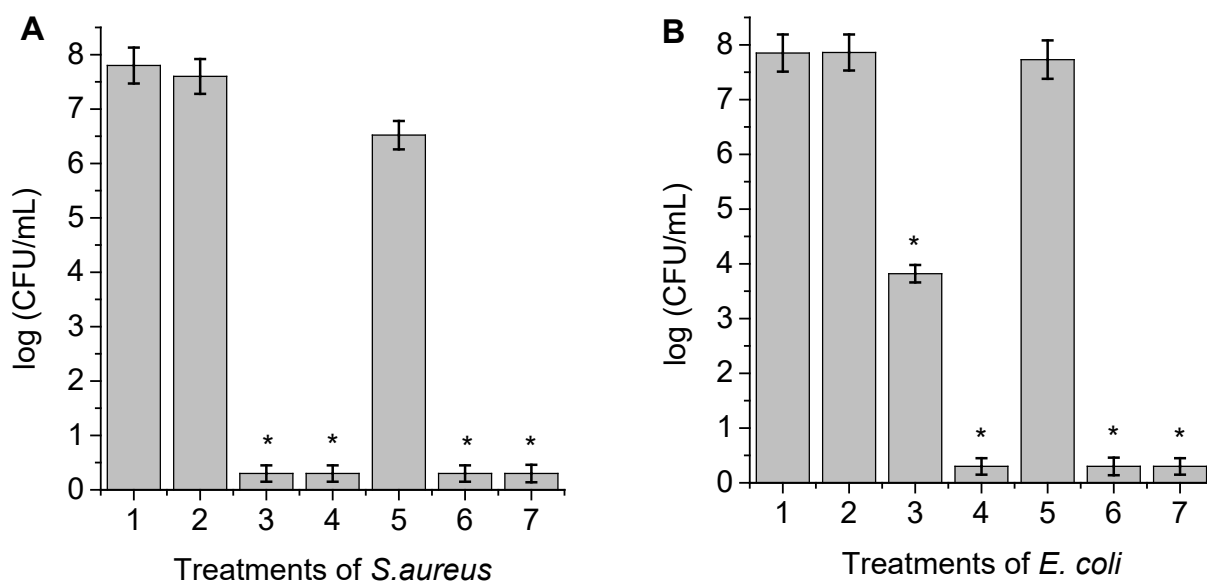 A
log (CFU/mL)
8
7
6
5
4
3
2
1
0
* * * *
1 2 3 4 5 6 7
Treatments of S.aureus
B
log (CFU/mL)
8
7
6
5
4
3
2
1
0
*
* * *
1 2 3 4 5 6 7
Treatments of E. coli